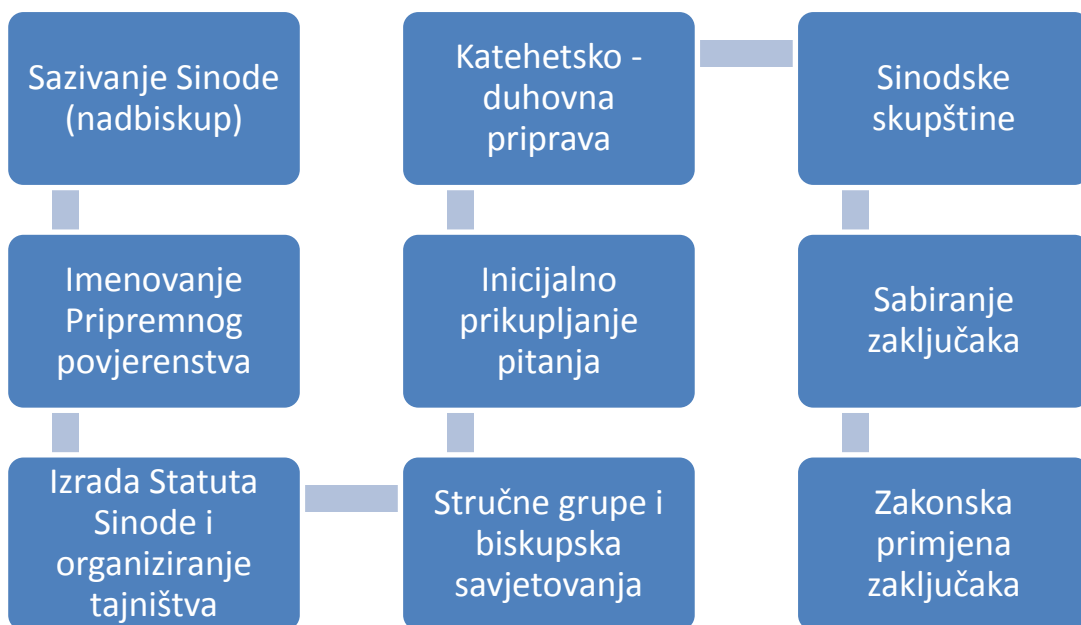 Sazivanje Sinode
(nadbiskup)
Imenovanje
Pripremnog
povjerenstva
Izrada Statuta
Sinode i
organiziranje
tajništva
Stručne grupe i
biskupska
savjetovanja
Inicijalno
prikupljanje
pitanja
Katehetsko -
duhovna
priprava
Sinodske
skupštine
Sabiranje
zaključaka
Zakonska
primjena
zaključaka